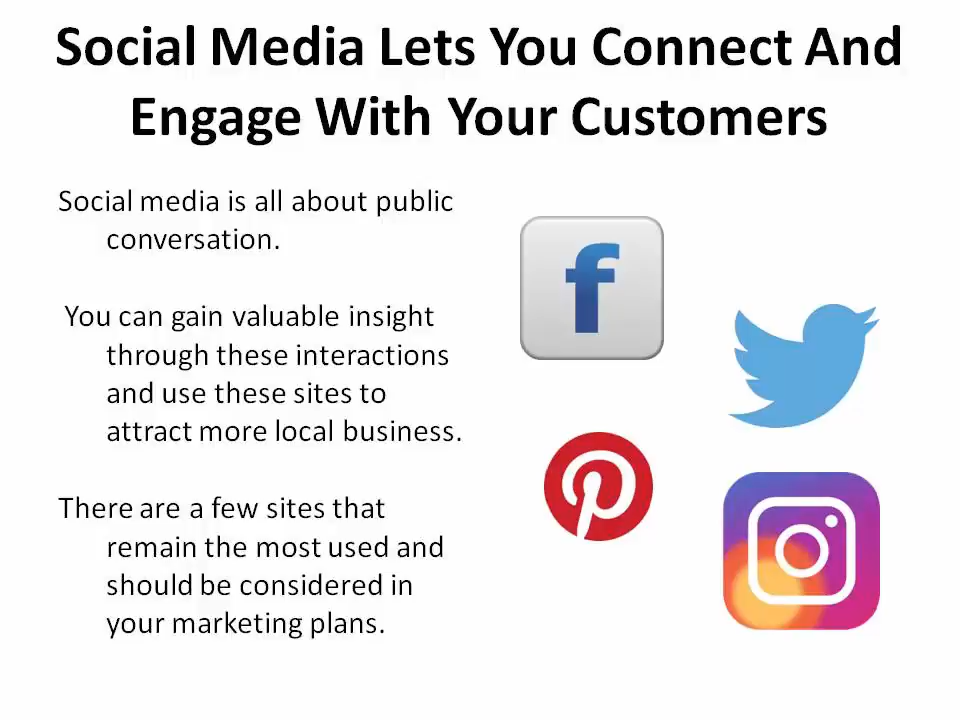 Social Media Lets You Connect And
Engage With Your Customers
Social media is all about public
conversation.
You can gain valuable insight
through these interactions
and use these sites to
attract more local business.
There are a few sites that
remain the most used and
should be considered in
your marketing plans.
f